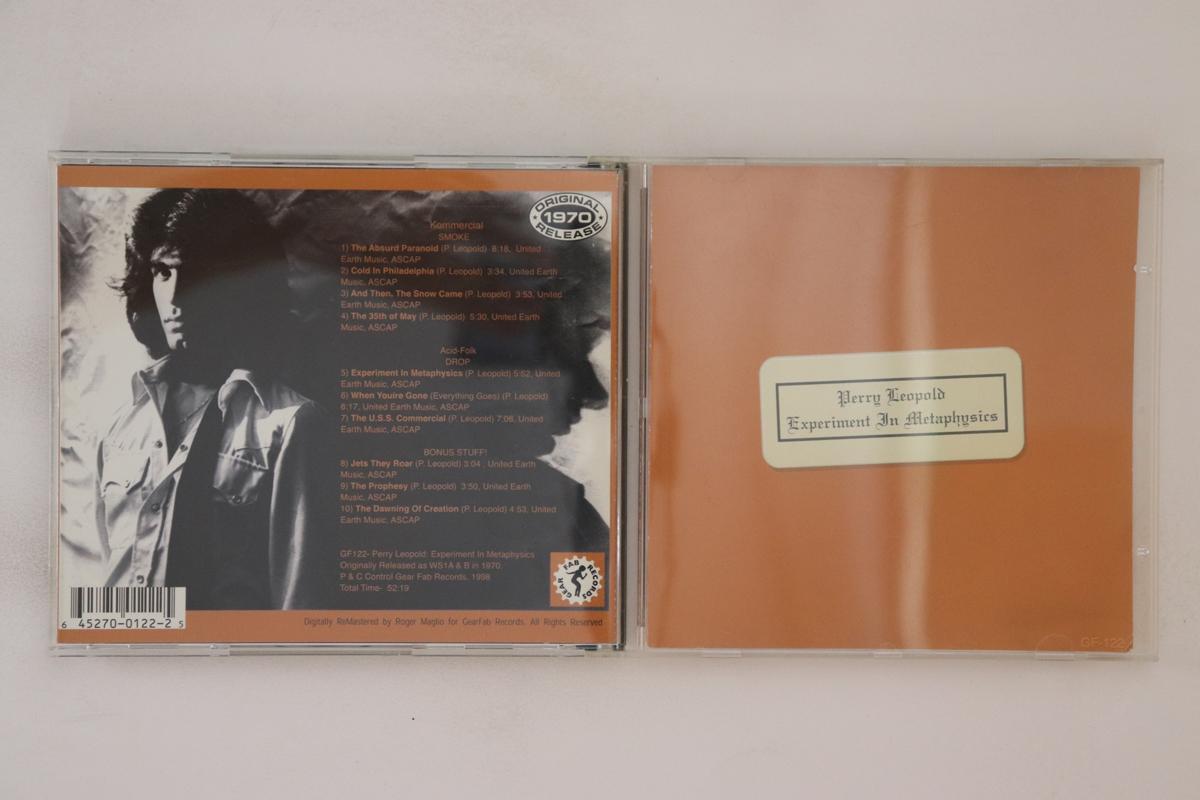 ORIGINAL
1970
RELEASE
Kommercial
SMOKE
1) The Absurd Paranoid (P. Leopold) 8:18, United
Earth Music, ASCAP
2) Cold In Philadelphia (P. Leopold) 3:34, United Earth
Music, ASCAP
3) And Then, The Snow Came (P. Leopold) 3:53, United
Earth Music, ASCAP
4) The 35th of May (P. Leopold) 5:30, United Earth
Music, ASCAP
Acid-Folk
DROP
5) Experiment In Metaphysics (P. Leopold) 5:52, United
Earth Music, ASCAP
6) When Youíre Gone (Everything Goes) (P. Leopold)
6:17, United Earth Music, ASCAP
7) The U.S.S. Commercial (P. Leopold) 7:06, United
Earth Music, ASCAP
BONUS STUFF!
8) Jets They Roar (P. Leopold) 3:04 , United Earth
Music, ASCAP
9) The Prophesy (P. Leopold) 3:50, United Earth
Music, ASCAP
10) The Dawning Of Creation (P. Leopold) 4:53, United
Earth Music, ASCAP
GF122- Perry Leopold: Experiment In Metaphysics
Originally Released as WS1A & B in 1970.
P & C Control Gear Fab Records, 1998
Total Time- 52:19
GEAR FAB RECORDS
6 45270-0122-2 5
Digitally ReMastered by Roger Maglio for GearFab Records. All Rights Reserved
Perry Leopold
Experiment In Metaphysics
GF-122